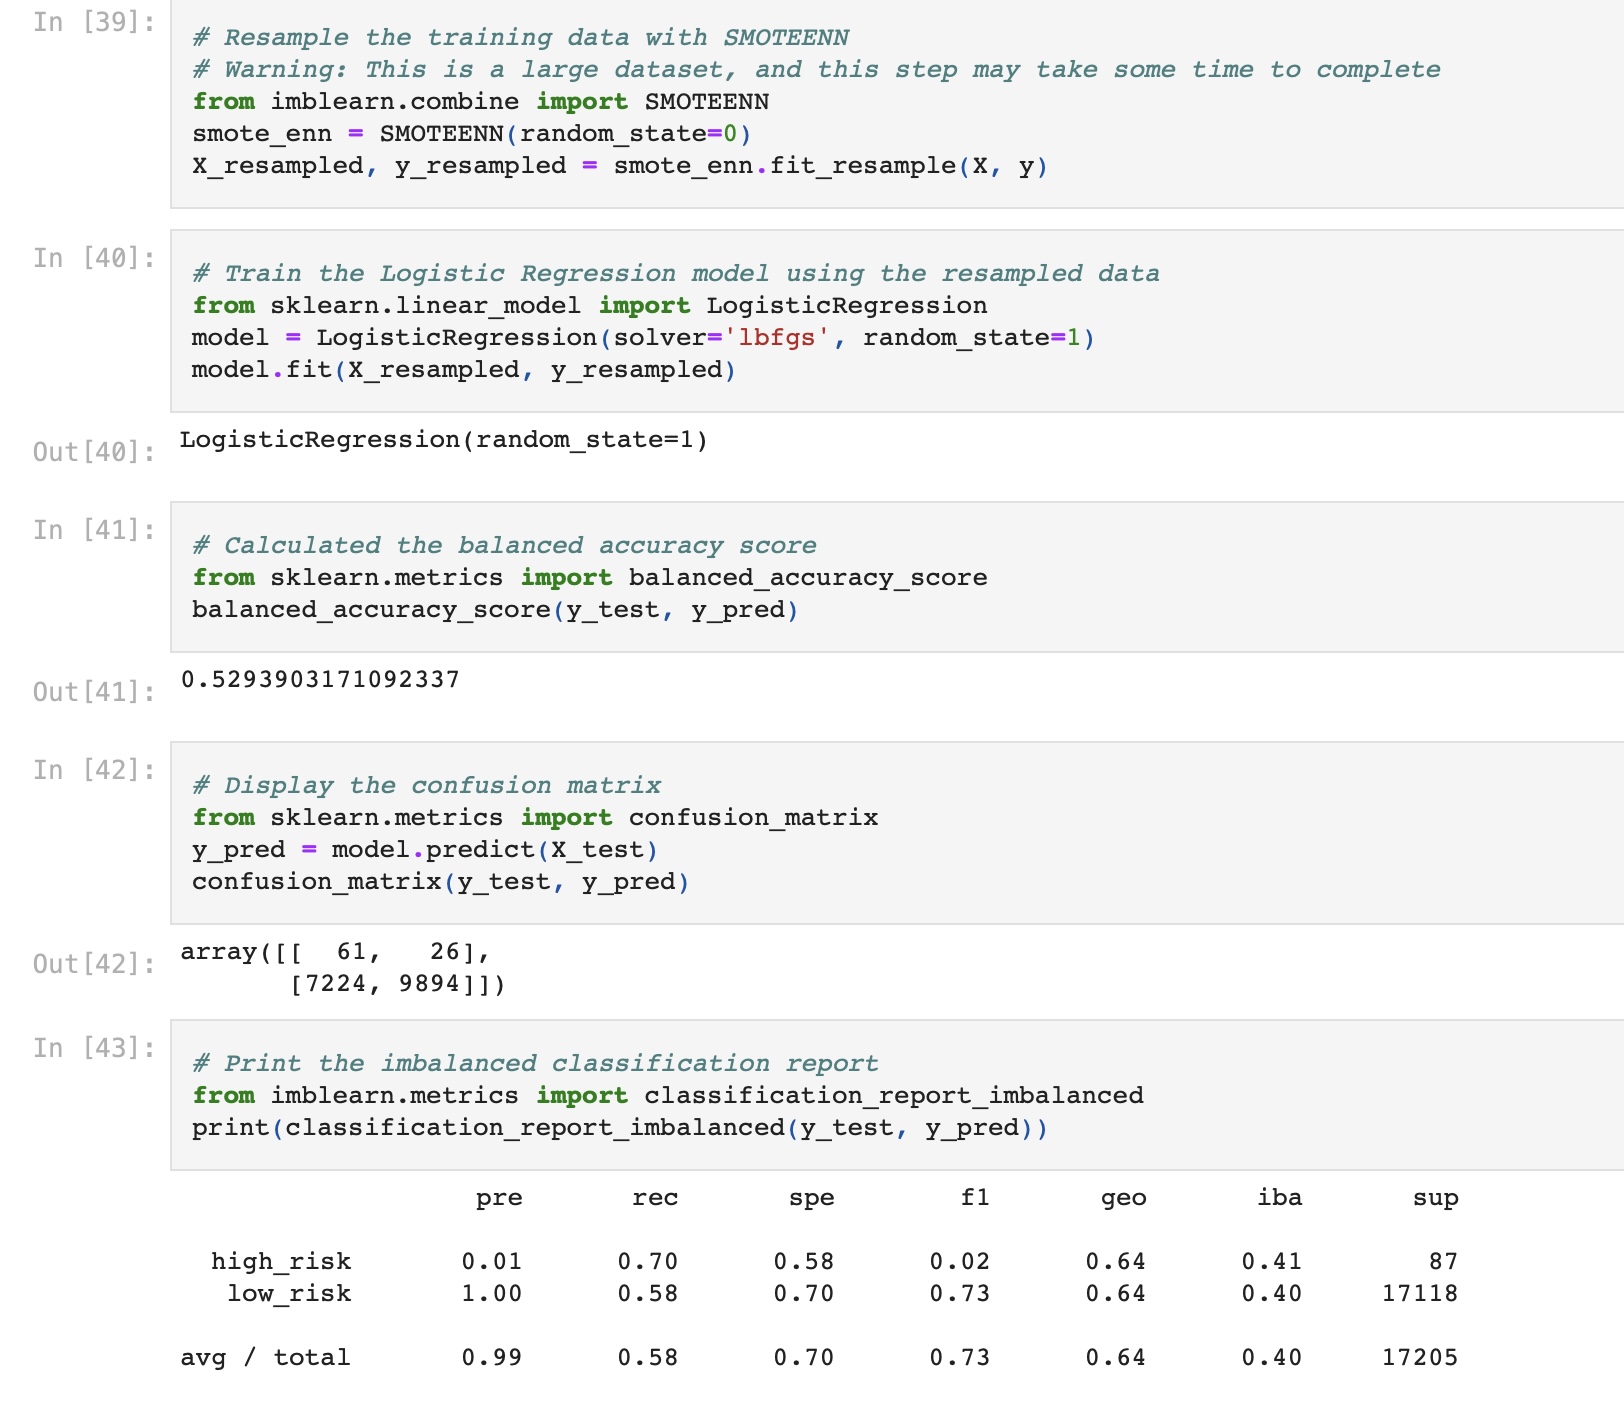 In [39]:
# Resample the training data with SMOTEENN
# Warning: This is a large dataset, and this step may take some time to complete
from imblearn.combine import SMOTEENN
smote_enn = SMOTEENN(random_state=0)
X_resampled, y_resampled = smote_enn.fit_resample(X, y)
In [40]:
# Train the Logistic Regression model using the resampled data
from sklearn.linear_model import LogisticRegression
model = LogisticRegression(solver='lbfgs', random_state=1)
model.fit(X_resampled, y_resampled)
Out[40]: LogisticRegression(random_state=1)
In [41]:
# Calculated the balanced accuracy score
from sklearn.metrics import balanced_accuracy_score
balanced_accuracy_score(y_test, y_pred)
Out[41]: 0.5293903171092337
In [42]:
# Display the confusion matrix
from sklearn.metrics import confusion_matrix
y_pred = model.predict(X_test)
confusion_matrix(y_test, y_pred)
Out[42]: array([[  61,   26],
       [7224, 9894]])
In [43]:
# Print the imbalanced classification report
from imblearn.metrics import classification_report_imbalanced
print(classification_report_imbalanced(y_test, y_pred))
pre rec spe f1 geo iba sup
high_risk 0.01 0.70 0.58 0.02 0.64 0.41 87
low_risk 1.00 0.58 0.70 0.73 0.64 0.40 17118
avg / total 0.99 0.58 0.70 0.73 0.64 0.40 17205